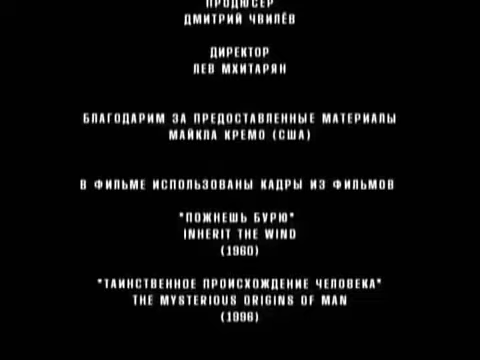 ПРОДЮСЕР
ДМИТРИЙ ЧВИЛЁВ
ДИРЕКТОР
ЛЕВ МХИТАРЯН
БЛАГОДАРИМ ЗА ПРЕДОСТАВЛЕННЫЕ МАТЕРИАЛЫ
МАЙКЛА КРЕМО (США)
В ФИЛЬМЕ ИСПОЛЬЗОВАНЫ КАДРЫ ИЗ ФИЛЬМОВ
"ПОЖНЕШЬ БУРЮ"
INHERIT THE WIND
(1960)
"ТАИНСТВЕННОЕ ПРОИСХОЖДЕНИЕ ЧЕЛОВЕКА"
THE MYSTERIOUS ORIGINS OF MAN
(1996)